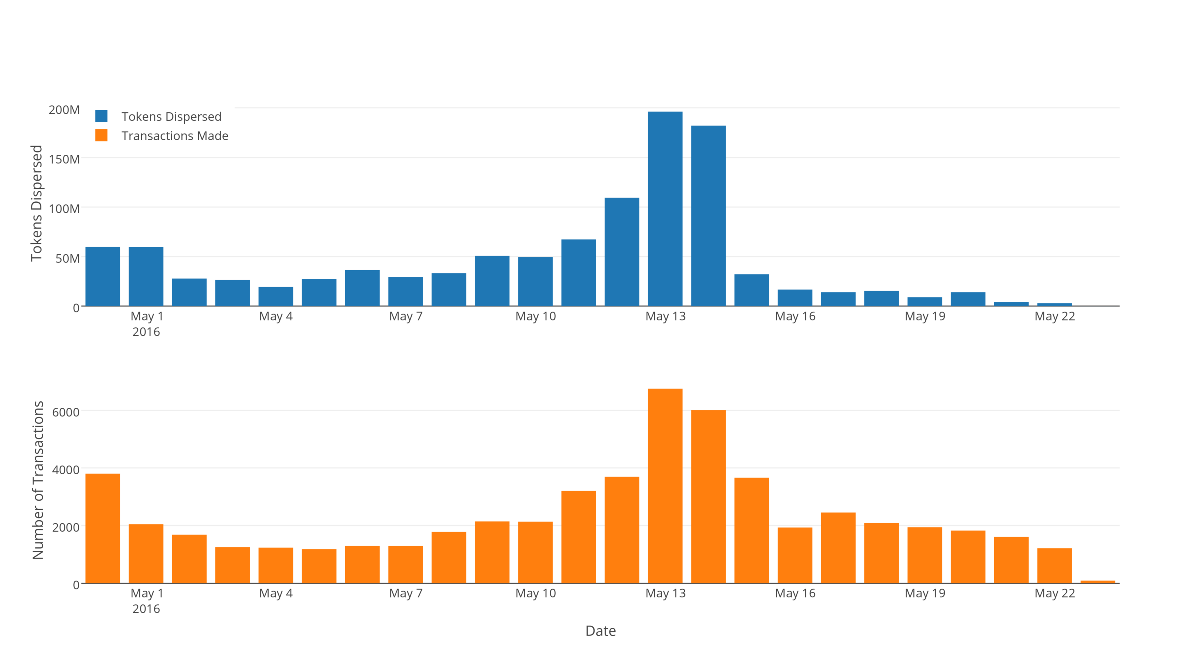 200M
150M
100M
50M
0
Tokens Dispersed
Tokens Dispersed
Transactions Made
May 1
2016
May 4
May 7
May 10
May 13
May 16
May 19
May 22
6000
4000
2000
0
Number of Transactions
May 1
2016
May 4
May 7
May 10
May 13
May 16
May 19
May 22
Date